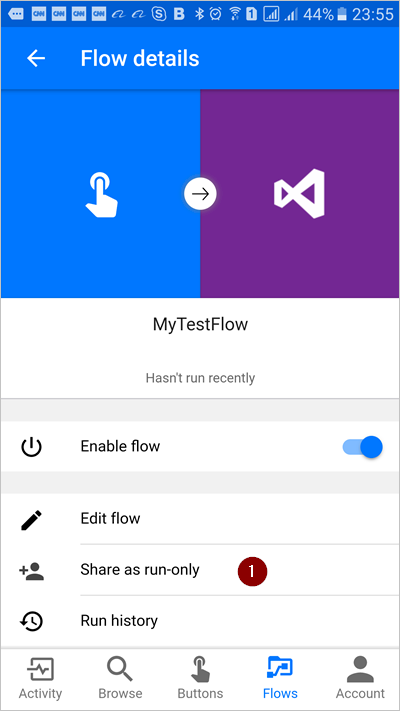 CNN CNN CNN CNN B 1 44% 23:55
Flow details
MyTestFlow
Hasn't run recently
Enable flow
Edit flow
Share as run-only 1
Run history
Activity Browse Buttons Flows Account